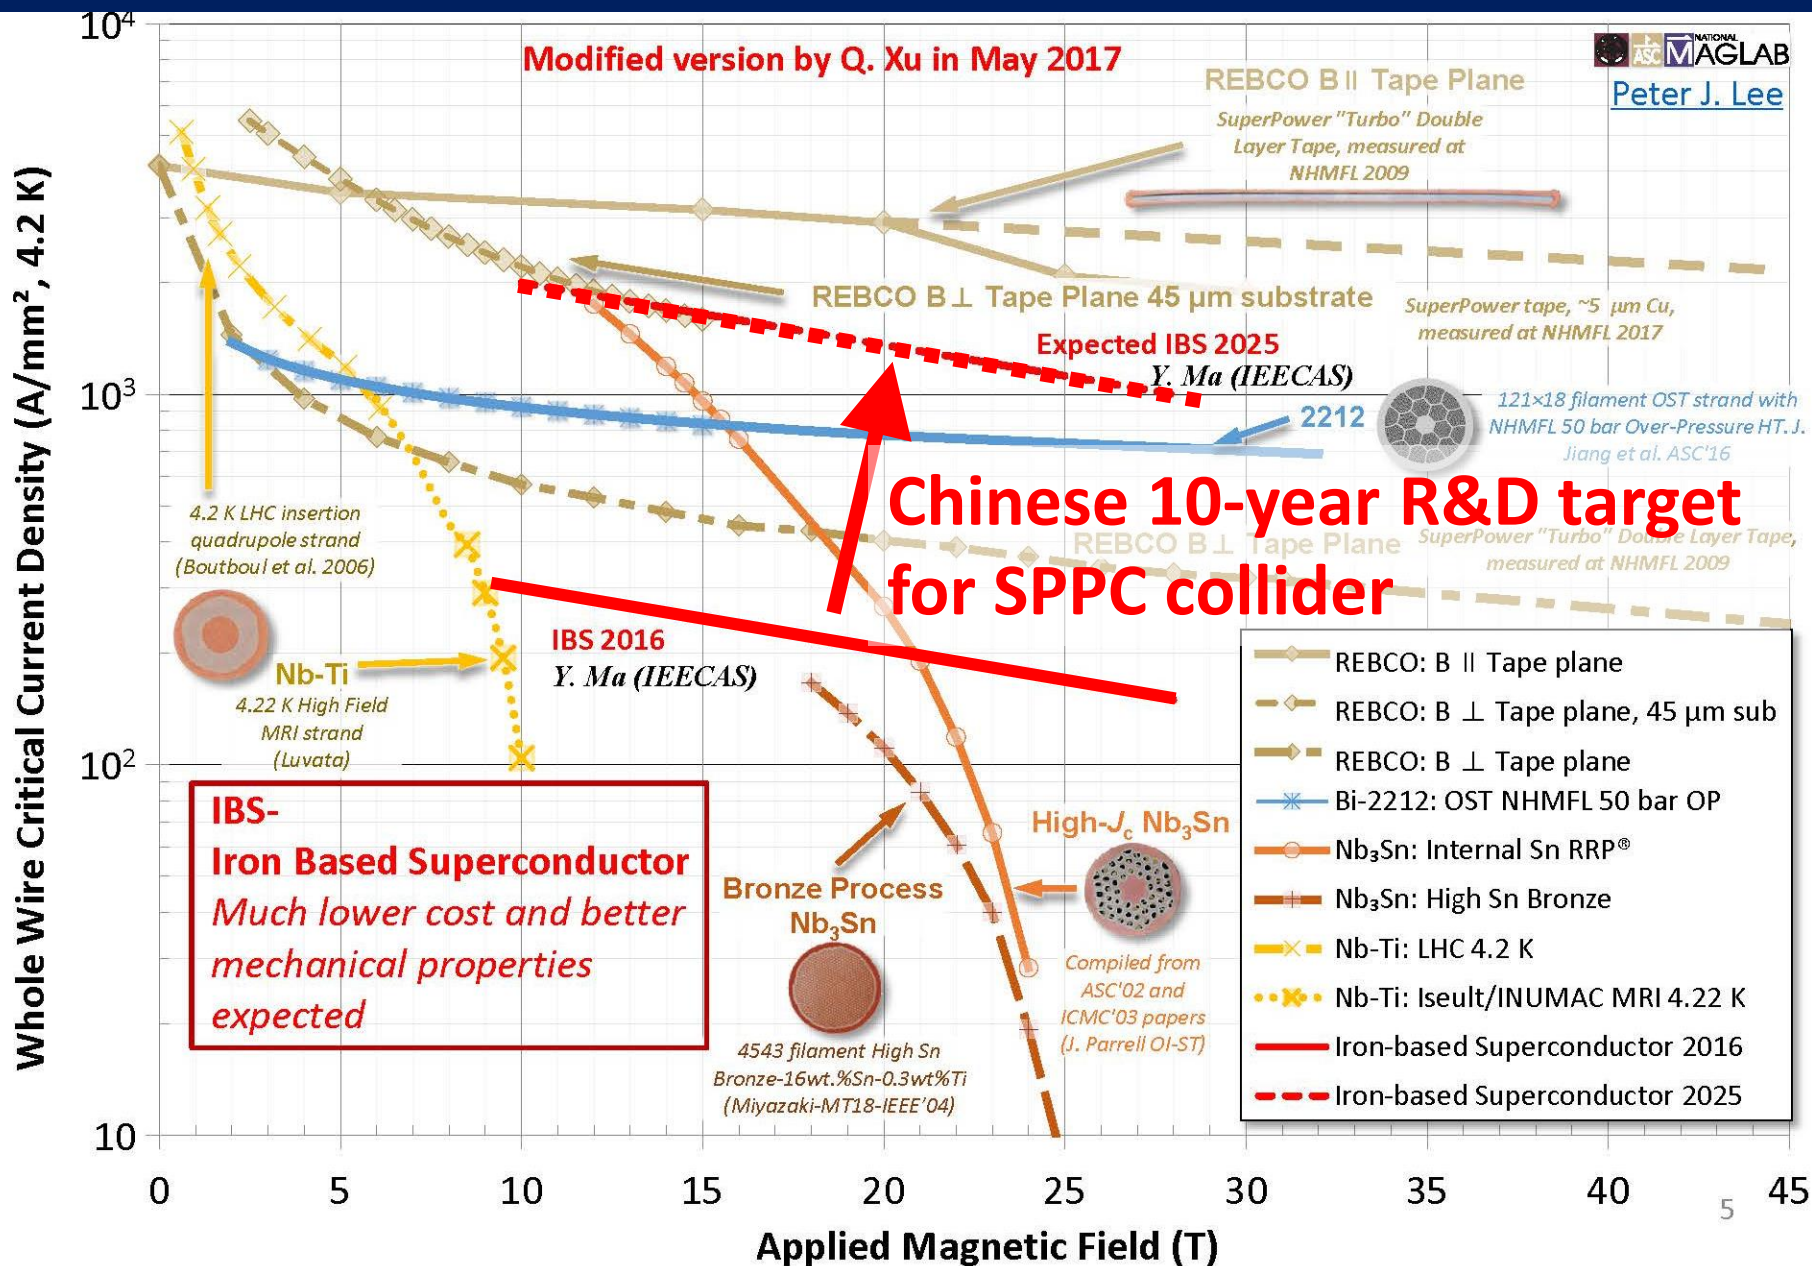 Modified version by Q. Xu in May 2017
NATIONAL
ASC MAGLAB
Peter J. Lee
REBCO B II Tape Plane
SuperPower "Turbo" Double
Layer Tape, measured at
NHMFL 2009
REBCO B ⊥ Tape Plane 45 µm substrate
SuperPower tape, ~5 µm Cu,
measured at NHMFL 2017
Expected IBS 2025
Y. Ma (IEECAS)
2212
121×18 filament OST strand with
NHMFL 50 bar Over-Pressure HT. J.
Jiang et al. ASC'16
Chinese 10-year R&D target
for SPPC collider
REBCO B ⊥ Tape Plane
SuperPower "Turbo" Double Layer Tape,
measured at NHMFL 2009
4.2 K LHC insertion
quadrupole strand
(Boutboul et al. 2006)
IBS 2016
Y. Ma (IEECAS)
Nb-Ti
4.22 K High Field
MRI strand
(Luvata)
IBS-
Iron Based Superconductor
Much lower cost and better
mechanical properties
expected
Bronze Process
Nb₃Sn
4543 filament High Sn
Bronze-16wt.%Sn-0.3wt%Ti
(Miyazaki-MT18-IEEE'04)
High-Jc Nb₃Sn
Compiled from
ASC'02 and
ICMC'03 papers
(J. Parrell OI-ST)
REBCO: B II Tape plane
REBCO: B ⊥ Tape plane, 45 µm sub
REBCO: B ⊥ Tape plane
Bi-2212: OST NHMFL 50 bar OP
Nb₃Sn: Internal Sn RRP®
Nb₃Sn: High Sn Bronze
Nb-Ti: LHC 4.2 K
Nb-Ti: Iseult/INUMAC MRI 4.22 K
Iron-based Superconductor 2016
Iron-based Superconductor 2025
Whole Wire Critical Current Density (A/mm², 4.2 K)
10⁴
10³
10²
10
0 5 10 15 20 25 30 35 40 45
Applied Magnetic Field (T)
5